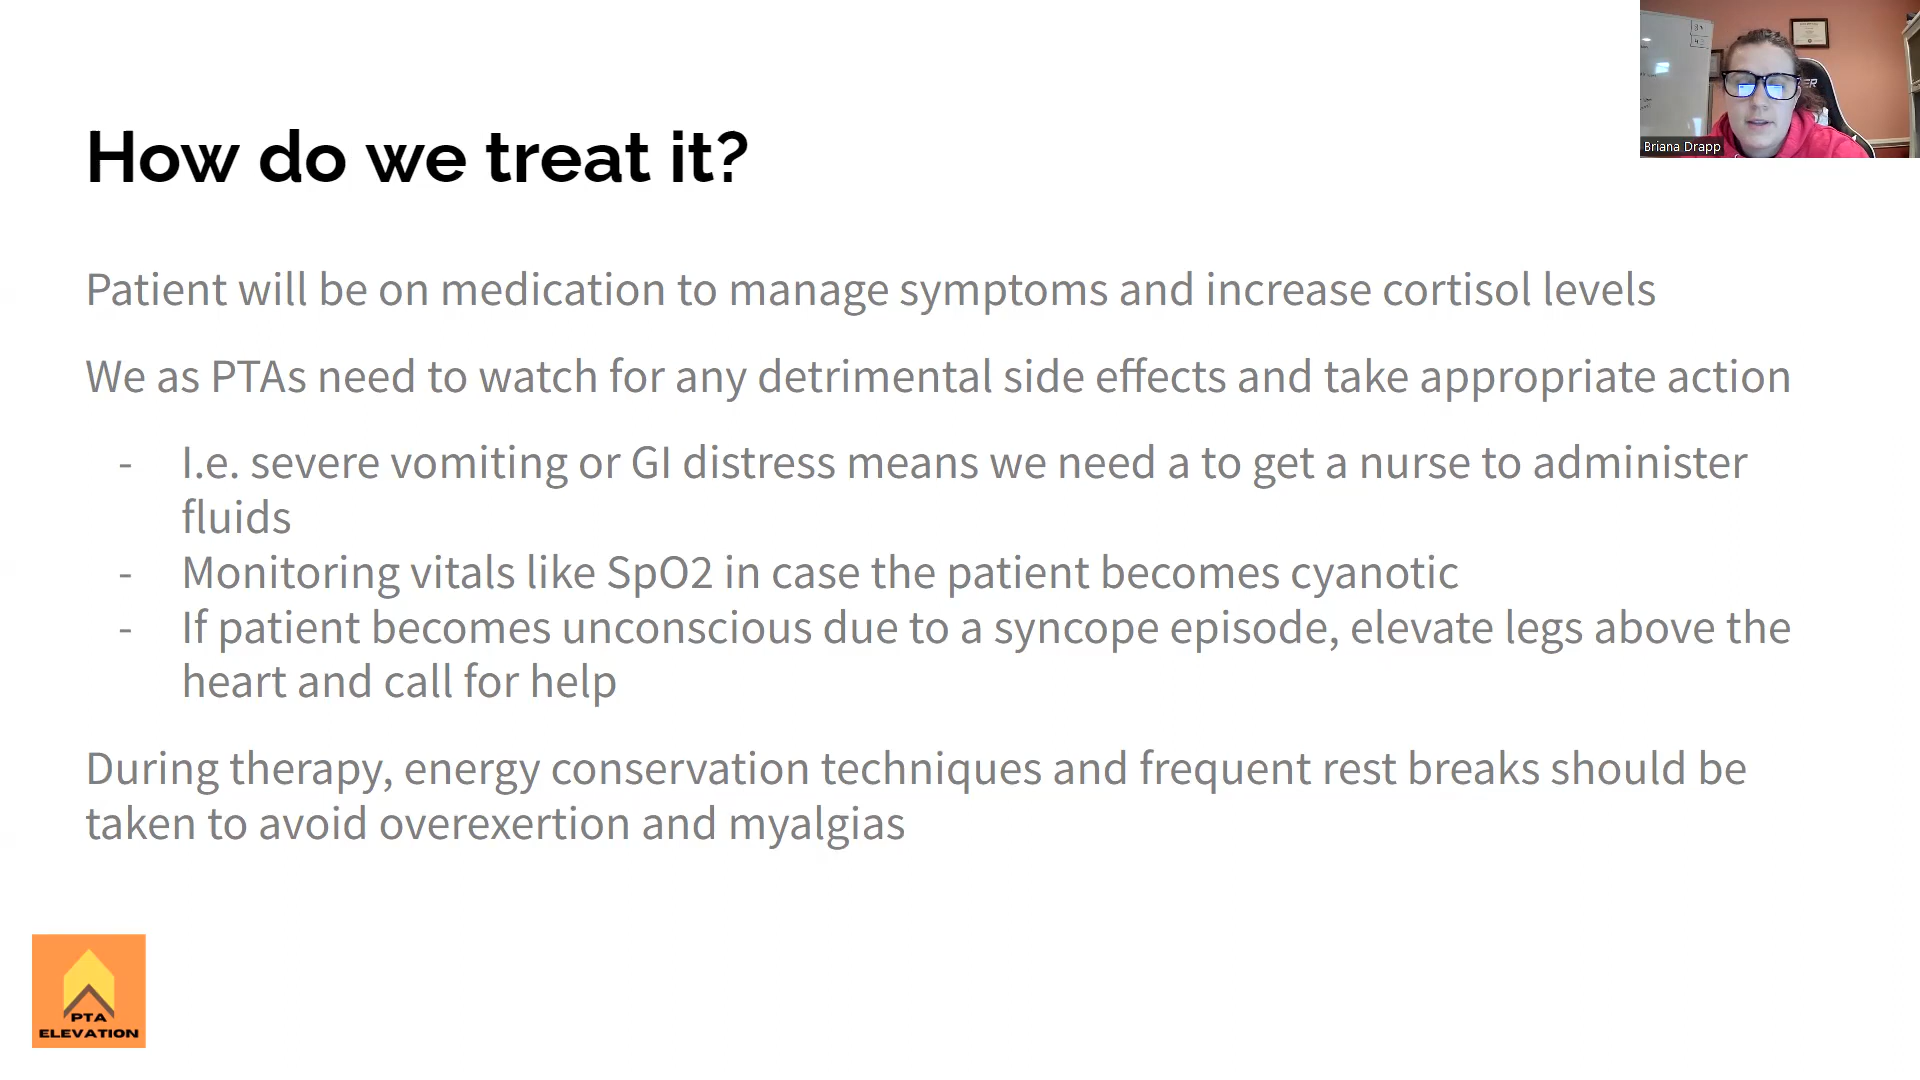 How do we treat it?
Patient will be on medication to manage symptoms and increase cortisol levels
We as PTAs need to watch for any detrimental side effects and take appropriate action
- I.e. severe vomiting or GI distress means we need a to get a nurse to administer
fluids
- Monitoring vitals like SpO2 in case the patient becomes cyanotic
- If patient becomes unconscious due to a syncope episode, elevate legs above the
heart and call for help
During therapy, energy conservation techniques and frequent rest breaks should be
taken to avoid overexertion and myalgias
Briana Drapp
PTA
ELEVATION